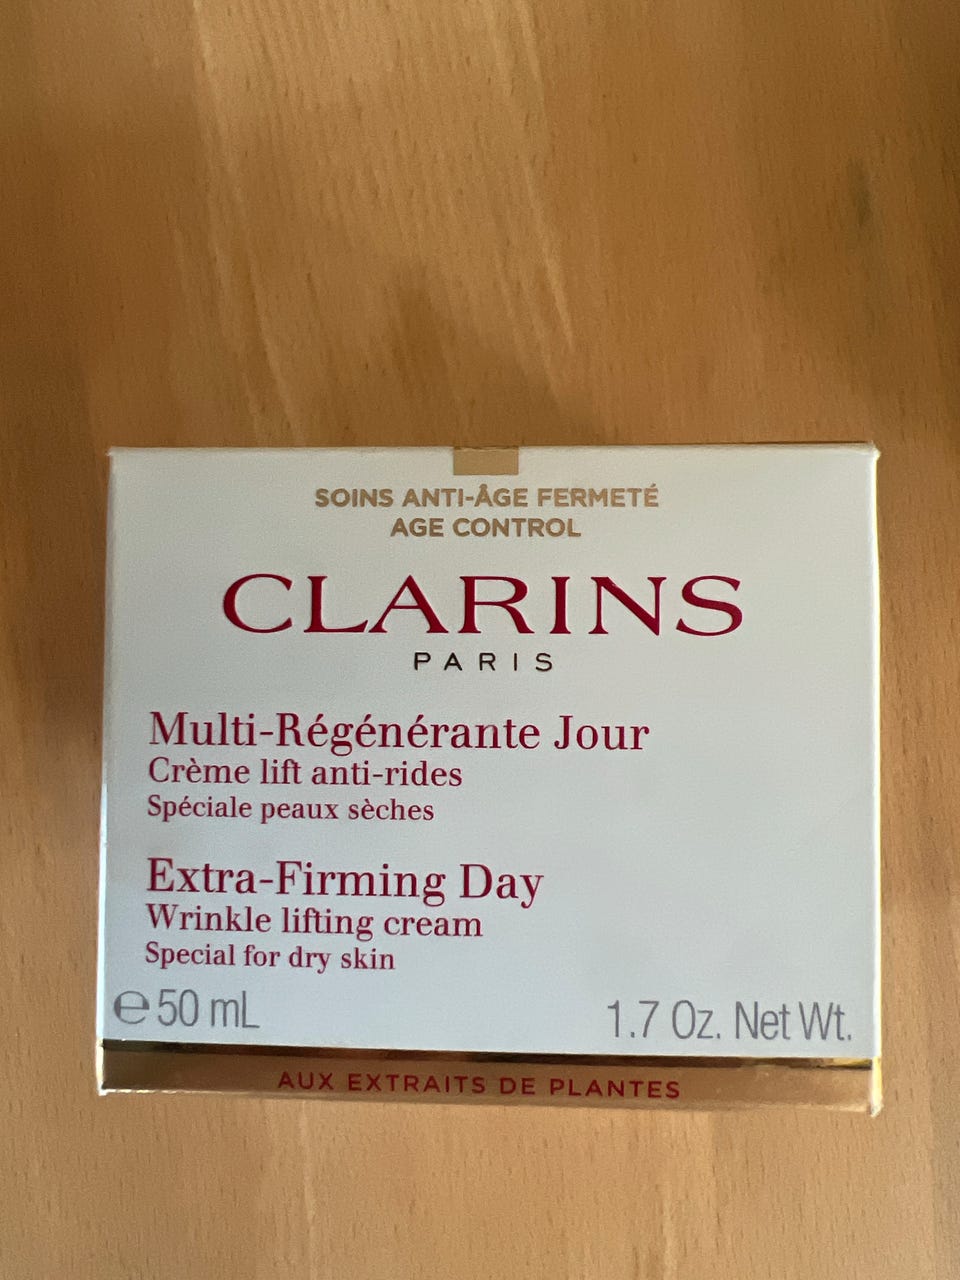 SOINS ANTI-ÂGE FERMETÉ
AGE CONTROL
CLARINS
PARIS
Multi-Régénérante Jour
Crème lift anti-rides
Spéciale peaux sèches
Extra-Firming Day
Wrinkle lifting cream
Special for dry skin
℮ 50 mL 1.7 Oz. Net Wt.
AUX EXTRAITS DE PLANTES